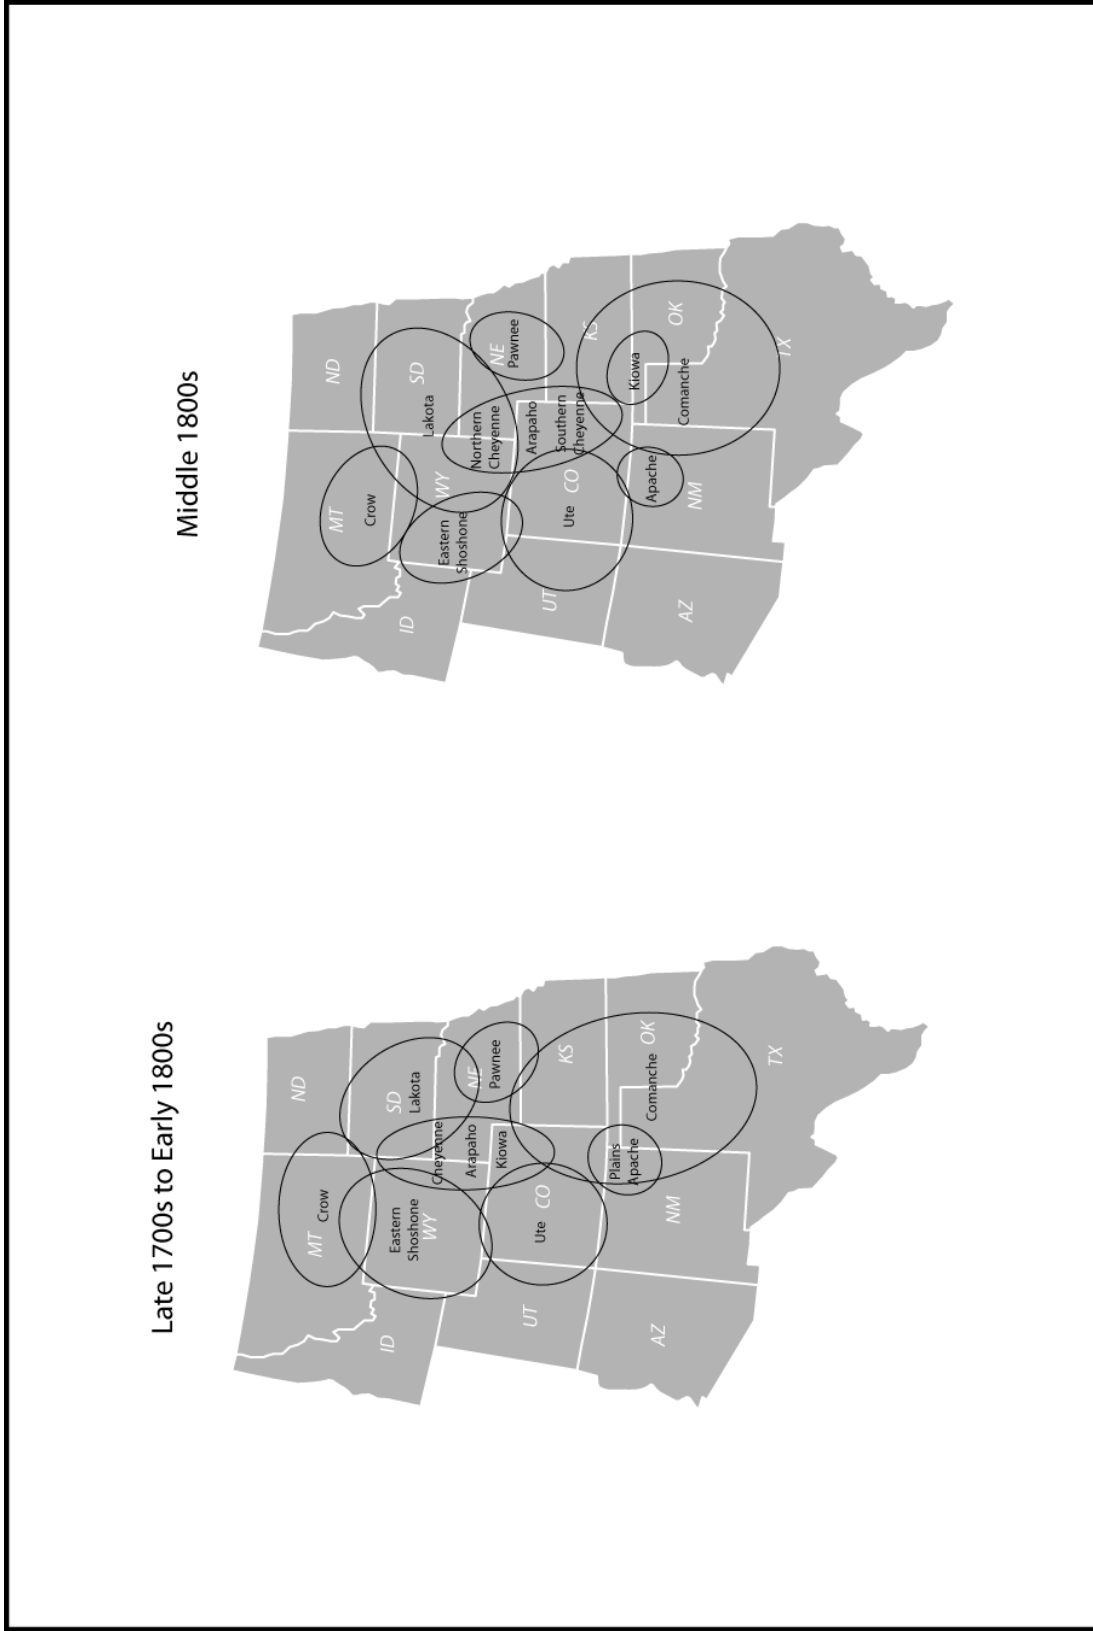 Late 1700s to Early 1800s
MT
ND
Crow
ID
Eastern
Shoshone
WY
SD
Lakota
Cheyenne
Arapaho
Kiowa
NE
Pawnee
UT
Ute
CO
KS
Plains
Apache
Comanche
OK
AZ
NM
TX
Middle 1800s
MT
ND
Crow
ID
Eastern
Shoshone
WY
SD
Lakota
Northern
Cheyenne
Arapaho
Southern
Cheyenne
NE
Pawnee
UT
Ute
CO
KS
Kiowa
Apache
Comanche
OK
AZ
NM
TX